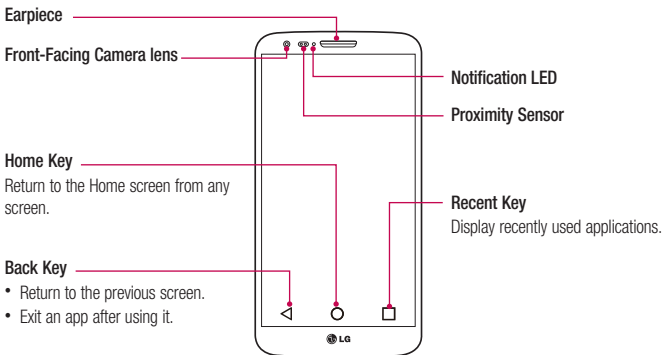 Earpiece
Front-Facing Camera lens
Notification LED
Proximity Sensor
Home Key
Return to the Home screen from any
screen.
Recent Key
Display recently used applications.
Back Key
• Return to the previous screen.
• Exit an app after using it.
LG